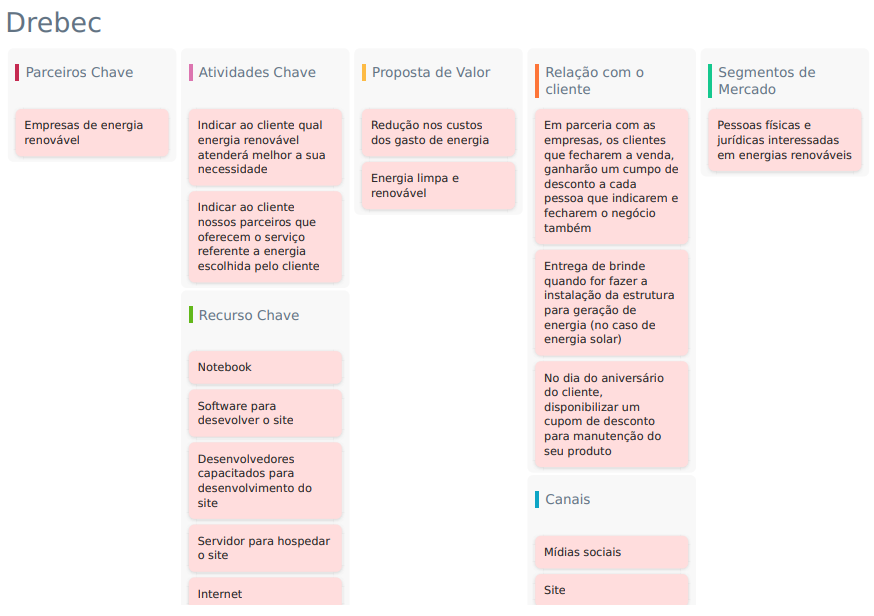 Drebec
Parceiros Chave
Empresas de energia
renovável
Atividades Chave
Indicar ao cliente qual
energia renovável
atenderá melhor a sua
necessidade
Indicar ao cliente
nossos parceiros que
oferecem o serviço
referente a energia
escolhida pelo cliente
Recurso Chave
Notebook
Software para
desevolver o site
Desenvolvedores
capacitados para
desenvolvimento do
site
Servidor para hospedar
o site
Internet
Proposta de Valor
Redução nos custos
dos gasto de energia
Energia limpa e
renovável
Relação com o
cliente
Em parceria com as
empresas, os clientes
que fecharem a venda,
ganharão um cumpo de
desconto a cada
pessoa que indicarem e
fecharem o negócio
também
Entrega de brinde
quando for fazer a
instalação da estrutura
para geração de
energia (no caso de
energia solar)
No dia do aniversário
do cliente,
disponibilizar um
cupom de desconto
para manutenção do
seu produto
Canais
Mídias sociais
Site
Segmentos de
Mercado
Pessoas físicas e
jurídicas interessadas
em energias renováveis